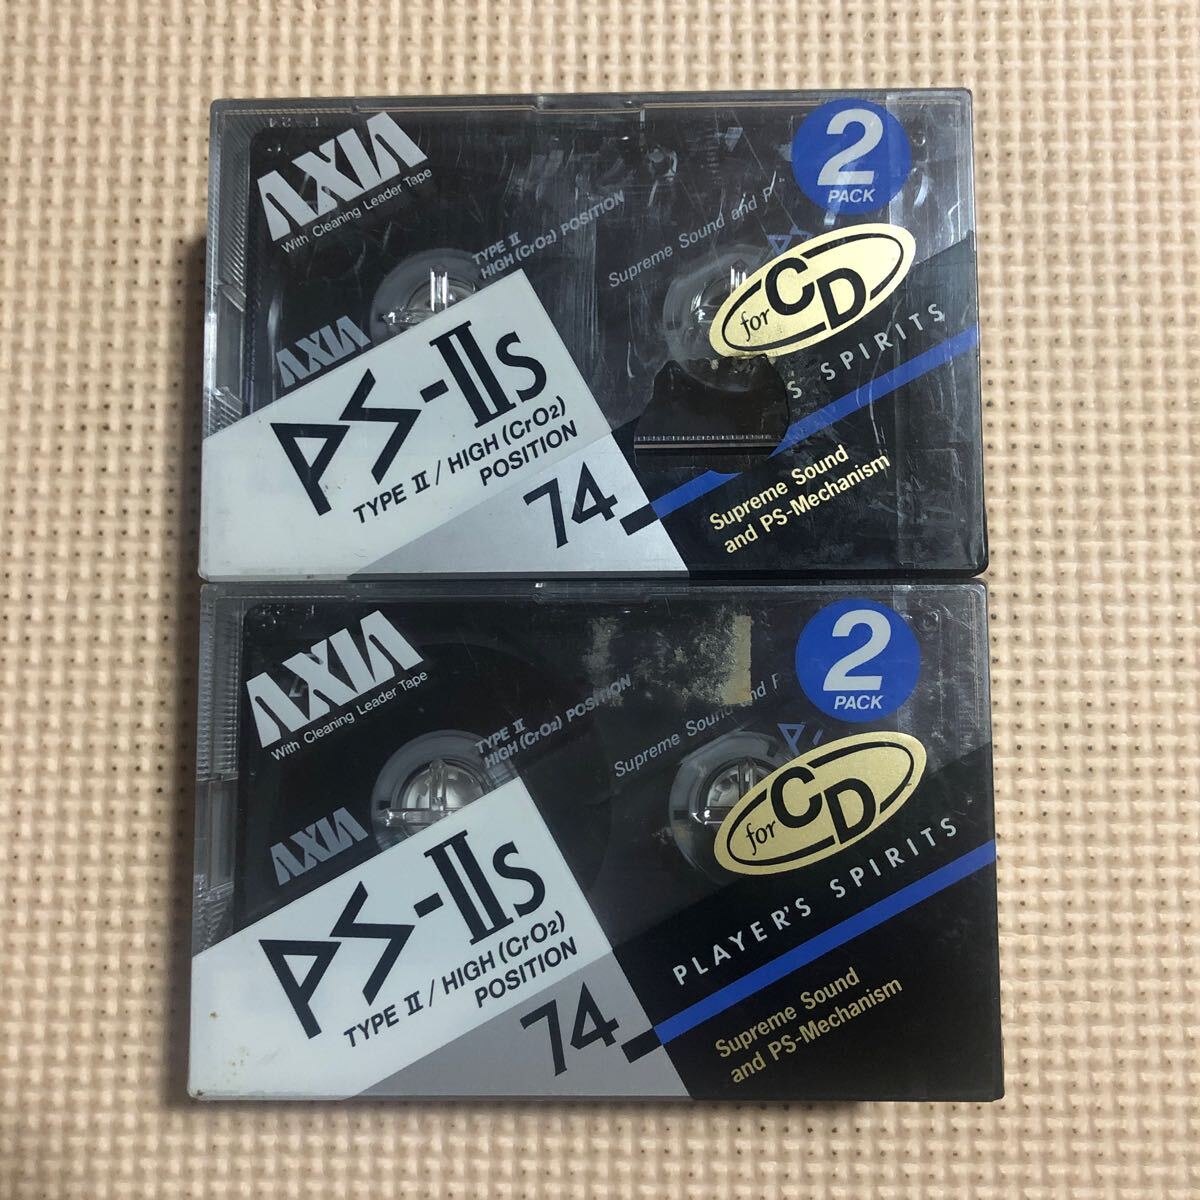 AXIA
With Cleaning Leader Tape
2
PACK
TYPE II
HIGH (CrO2) POSITION
Supreme Sound and P
for CD
AXIA
PS-IIS
TYPE II / HIGH (CrO2)
POSITION
74
S SPIRITS
Supreme Sound
and PS-Mechanism
AXIA
With Cleaning Leader Tape
2
PACK
TYPE II
HIGH (CrO2) POSITION
Supreme Sound and P
for CD
AXIA
PS-IIS
TYPE II / HIGH (CrO2)
POSITION
74
PLAYER'S SPIRITS
Supreme Sound
and PS-Mechanism